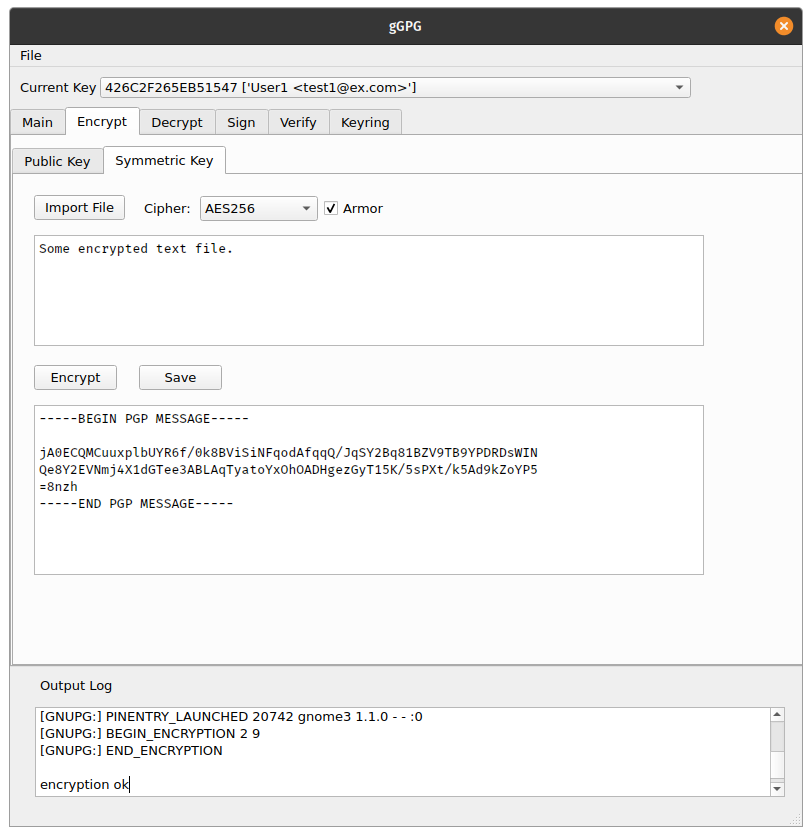 gGPG
File
Current Key 426C2F265EB51547 ['User1 <test1@ex.com>']
Main Encrypt Decrypt Sign Verify Keyring
Public Key Symmetric Key
Import File Cipher: AES256 Armor
Some encrypted text file.
Encrypt Save
-----BEGIN PGP MESSAGE-----
jA0ECQMCuuxplbUYR6f/0k8BViSiNFqodAfqqQ/JqSY2Bq81BZV9TB9YPDRDsWIN
Qe8Y2EVNmj4X1dGTee3ABLAqTyatoYxOhOADHgezGyT15K/5sPXt/k5Ad9kZoYP5
=8nzh
-----END PGP MESSAGE-----
Output Log
[GNUPG:] PINENTRY_LAUNCHED 20742 gnome3 1.1.0 - - :0
[GNUPG:] BEGIN_ENCRYPTION 2 9
[GNUPG:] END_ENCRYPTION
encryption ok